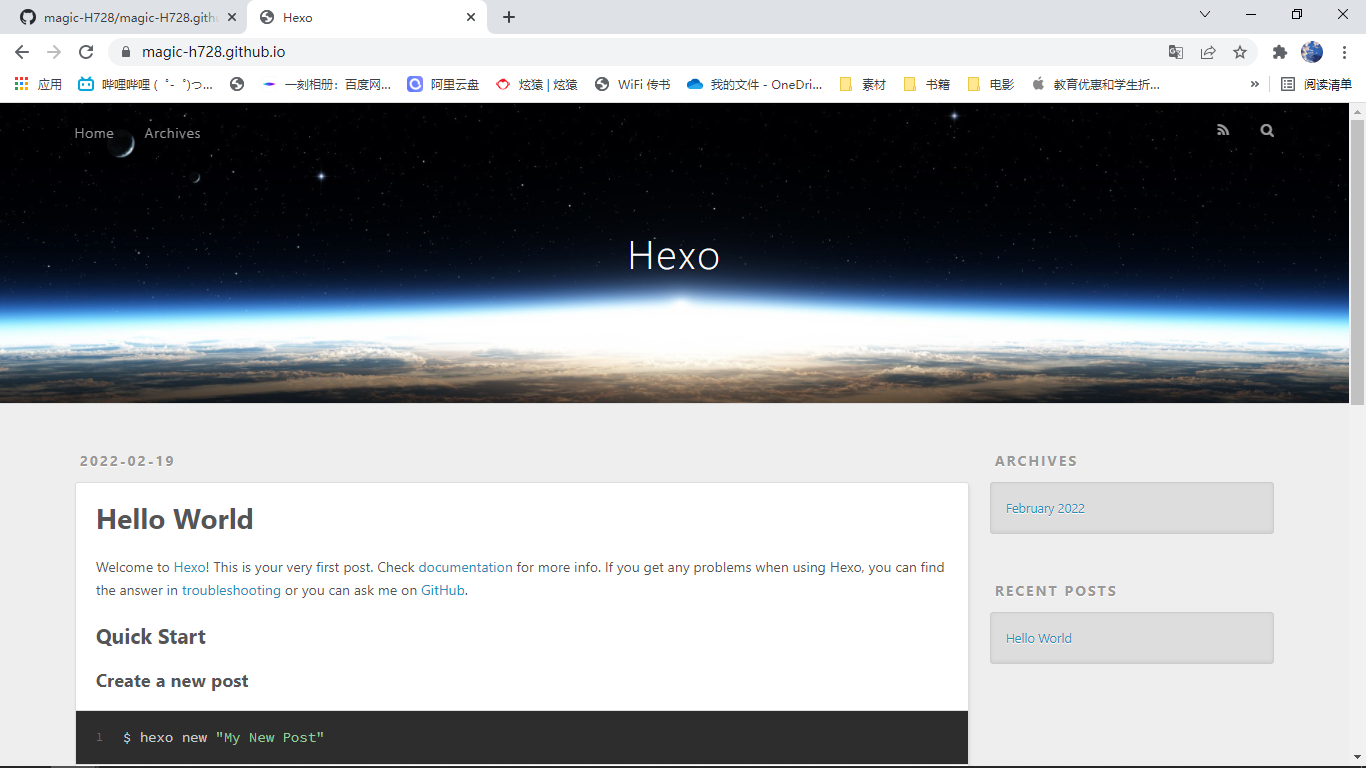 magic-H728/magic-H728.gith
Hexo
magic-h728.github.io
应用
哔哩哔哩 ( ゜- ゜)つ...
一刻相册：百度网...
阿里云盘
炫猿 | 炫猿
WiFi 传书
我的文件 - OneDri...
素材
书籍
电影
教育优惠和学生折...
»
阅读清单
Home
Archives
Hexo
2022-02-19
Hello World
Welcome to Hexo! This is your very first post. Check documentation for more info. If you get any problems when using Hexo, you can find
the answer in troubleshooting or you can ask me on GitHub.
Quick Start
Create a new post
1 $ hexo new "My New Post"
ARCHIVES
February 2022
RECENT POSTS
Hello World